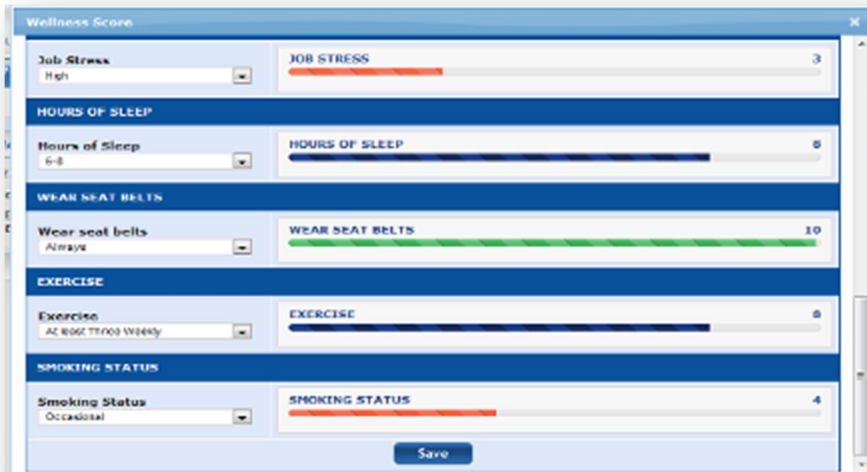 Wellness Score
Job Stress
High
JOB STRESS 3
HOURS OF SLEEP
Hours of Sleep
6-8
HOURS OF SLEEP 8
WEAR SEAT BELTS
Wear seat belts
Always
WEAR SEAT BELTS 10
EXERCISE
Exercise
At least Thrice Weekly
EXERCISE 8
SMOKING STATUS
Smoking Status
Occasional
SMOKING STATUS 4
Save